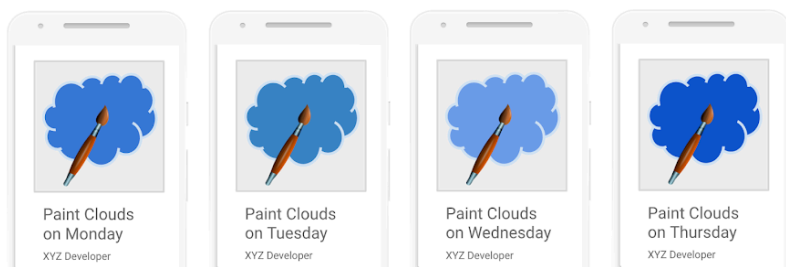 Paint Clouds
on Monday
XYZ Developer
Paint Clouds
on Tuesday
XYZ Developer
Paint Clouds
on Wednesday
XYZ Developer
Paint Clouds
on Thursday
XYZ Developer